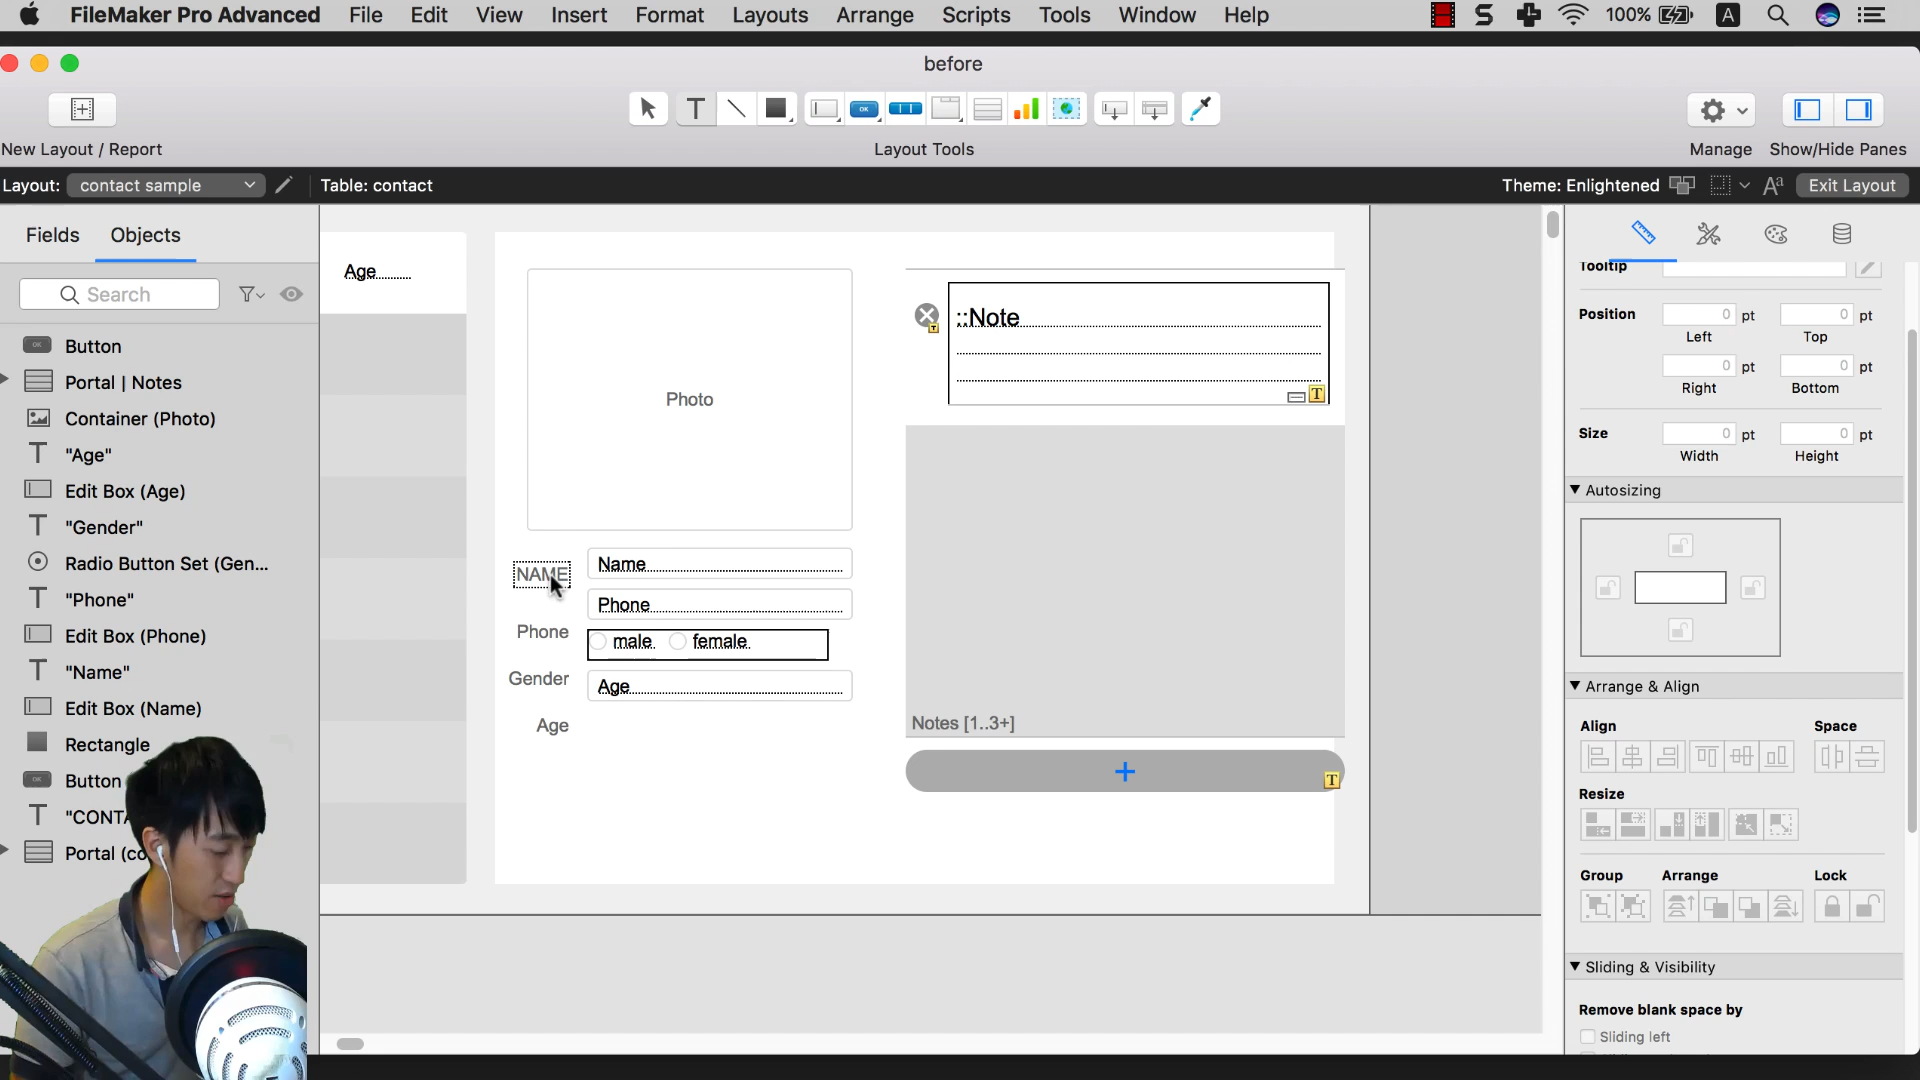 FileMaker Pro Advanced File Edit View Insert Format Layouts Arrange Scripts Tools Window Help 100% A
before
New Layout / Report
Layout Tools
Manage
Show/Hide Panes
Layout: contact sample
Table: contact
Theme: Enlightened
Exit Layout
Fields Objects
Search
Button
Portal | Notes
Container (Photo)
"Age"
Edit Box (Age)
"Gender"
Radio Button Set (Gen...
"Phone"
Edit Box (Phone)
"Name"
Edit Box (Name)
Rectangle
Button
"CONTA
Portal (co
Age
Photo
NAME
Name
Phone
Phone
male female
Gender
Age
Age
::Note
T
Notes [1..3+]
+
T
Tooltip
Position 0 pt 0 pt
Left Top
0 pt 0 pt
Right Bottom
Size 0 pt 0 pt
Width Height
Autosizing
Arrange & Align
Align Space
Resize
Group Arrange Lock
Sliding & Visibility
Remove blank space by
Sliding left